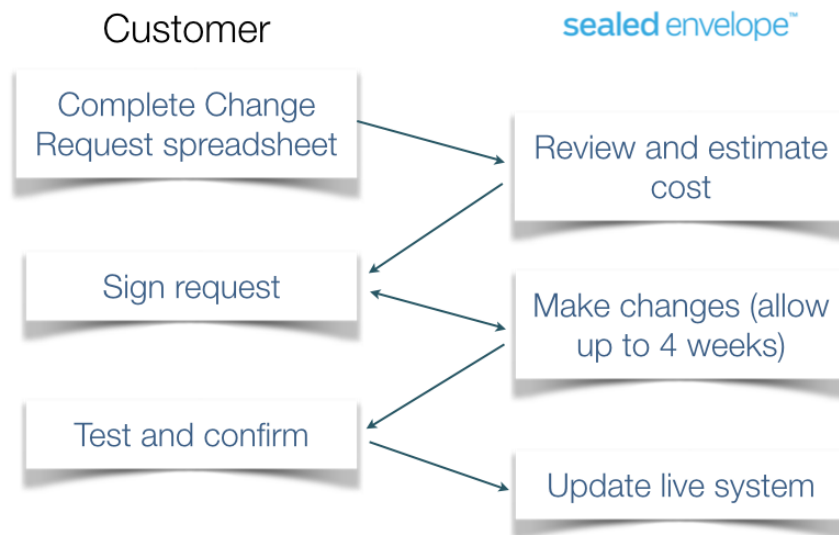 Customer
sealed envelope™
Complete Change
Request spreadsheet
Review and estimate
cost
Sign request
Make changes (allow
up to 4 weeks)
Test and confirm
Update live system